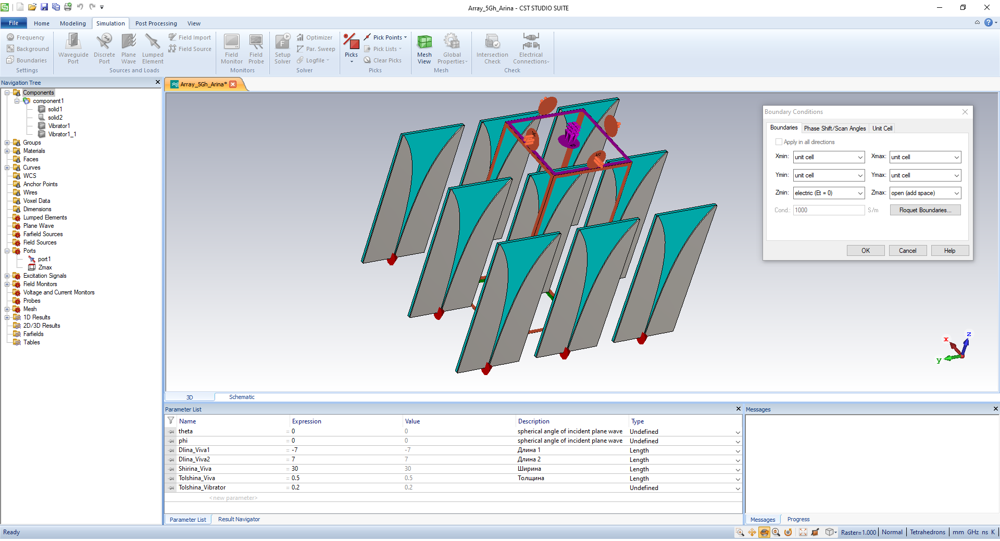 Array_5Gh_Arina - CST STUDIO SUITE
File
Home
Modeling
Simulation
Post Processing
View
Frequency
Background
Boundaries
Settings
Waveguide Port
Discrete Port
Plane Wave
Lumped Element
Field Import
Field Source
Sources and Loads
Field Monitor
Field Probe
Monitors
Setup Solver
Optimizer
Par. Sweep
Logfile
Solver
Picks
Pick Points
Pick Lists
Clear Picks
Picks
Mesh View
Global Properties
Mesh
Intersection Check
Electrical Connections
Check
Navigation Tree
Components
component1
solid1
solid2
Vibrator1
Vibrator1_1
Groups
Materials
Faces
Curves
WCS
Anchor Points
Wires
Voxel Data
Dimensions
Lumped Elements
Plane Wave
Farfield Sources
Field Sources
Ports
port1
Zmax
Excitation Signals
Field Monitors
Voltage and Current Monitors
Probes
Mesh
1D Results
2D/3D Results
Farfields
Tables
Array_5Gh_Arina*
Boundary Conditions
Boundaries
Phase Shift/Scan Angles
Unit Cell
Apply in all directions
Xmin: unit cell Xmax: unit cell
Ymin: unit cell Ymax: unit cell
Zmin: electric (Et = 0) Zmax: open (add space)
Cond.: 1000 S/m Floquet Boundaries...
OK Cancel Help
x
y
z
3D
Schematic
Parameter List
Name Expression Value Description Type
theta = 0 0 spherical angle of incident plane wave Undefined
phi = 0 0 spherical angle of incident plane wave Undefined
Dlina_Viva1 = -7 -7 Длина 1 Length
Dlina_Viva2 = 7 7 Длина 2 Length
Shirina_Viva = 30 30 Ширина Length
Tolshina_Viva = 0.5 0.5 Толщина Length
Tolshina_Vibrator = 0.2 0.2 Undefined
<new parameter>
Parameter List
Result Navigator
Messages
Messages
Progress
Ready
Raster=1.000
Normal
Tetrahedrons
mm GHz ns K